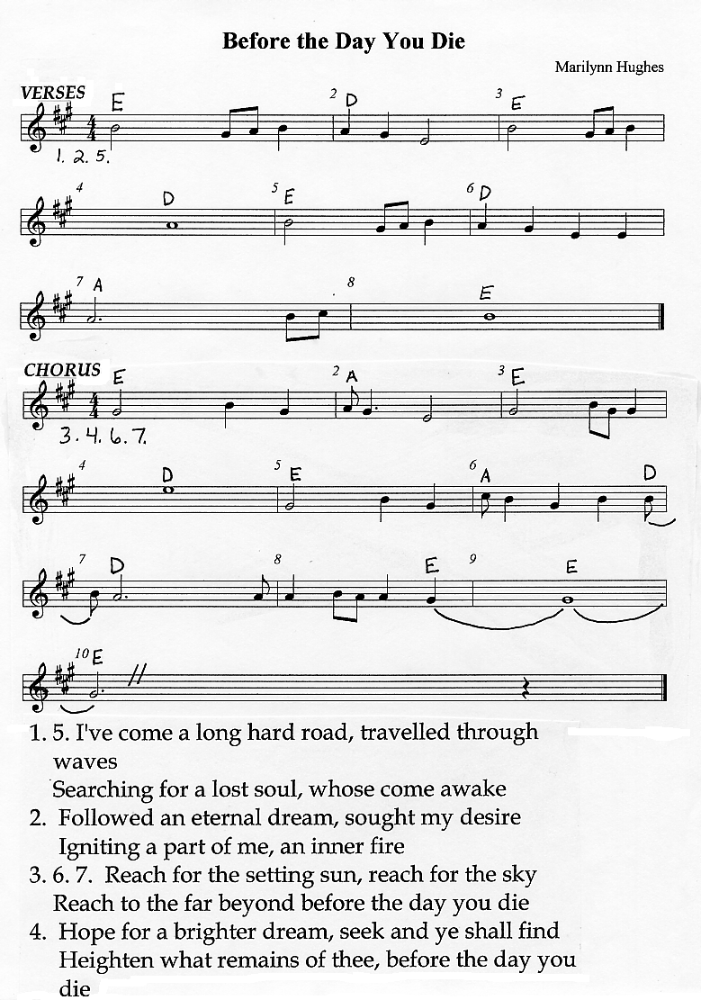 Before the Day You Die
Marilynn Hughes
VERSES
E 2 D 3 E
4 4
1. 2. 5.
4 D 5 E 6 D
7 A 8 E
CHORUS
E 2 A 3 E
4 4
3. 4. 6. 7.
4 D 5 E 6 A D
7 D 8 E 9 E
10 E //
1. 5. I've come a long hard road, travelled through
waves
Searching for a lost soul, whose come awake
2. Followed an eternal dream, sought my desire
Igniting a part of me, an inner fire
3. 6. 7. Reach for the setting sun, reach for the sky
Reach to the far beyond before the day you die
4. Hope for a brighter dream, seek and ye shall find
Heighten what remains of thee, before the day you
die